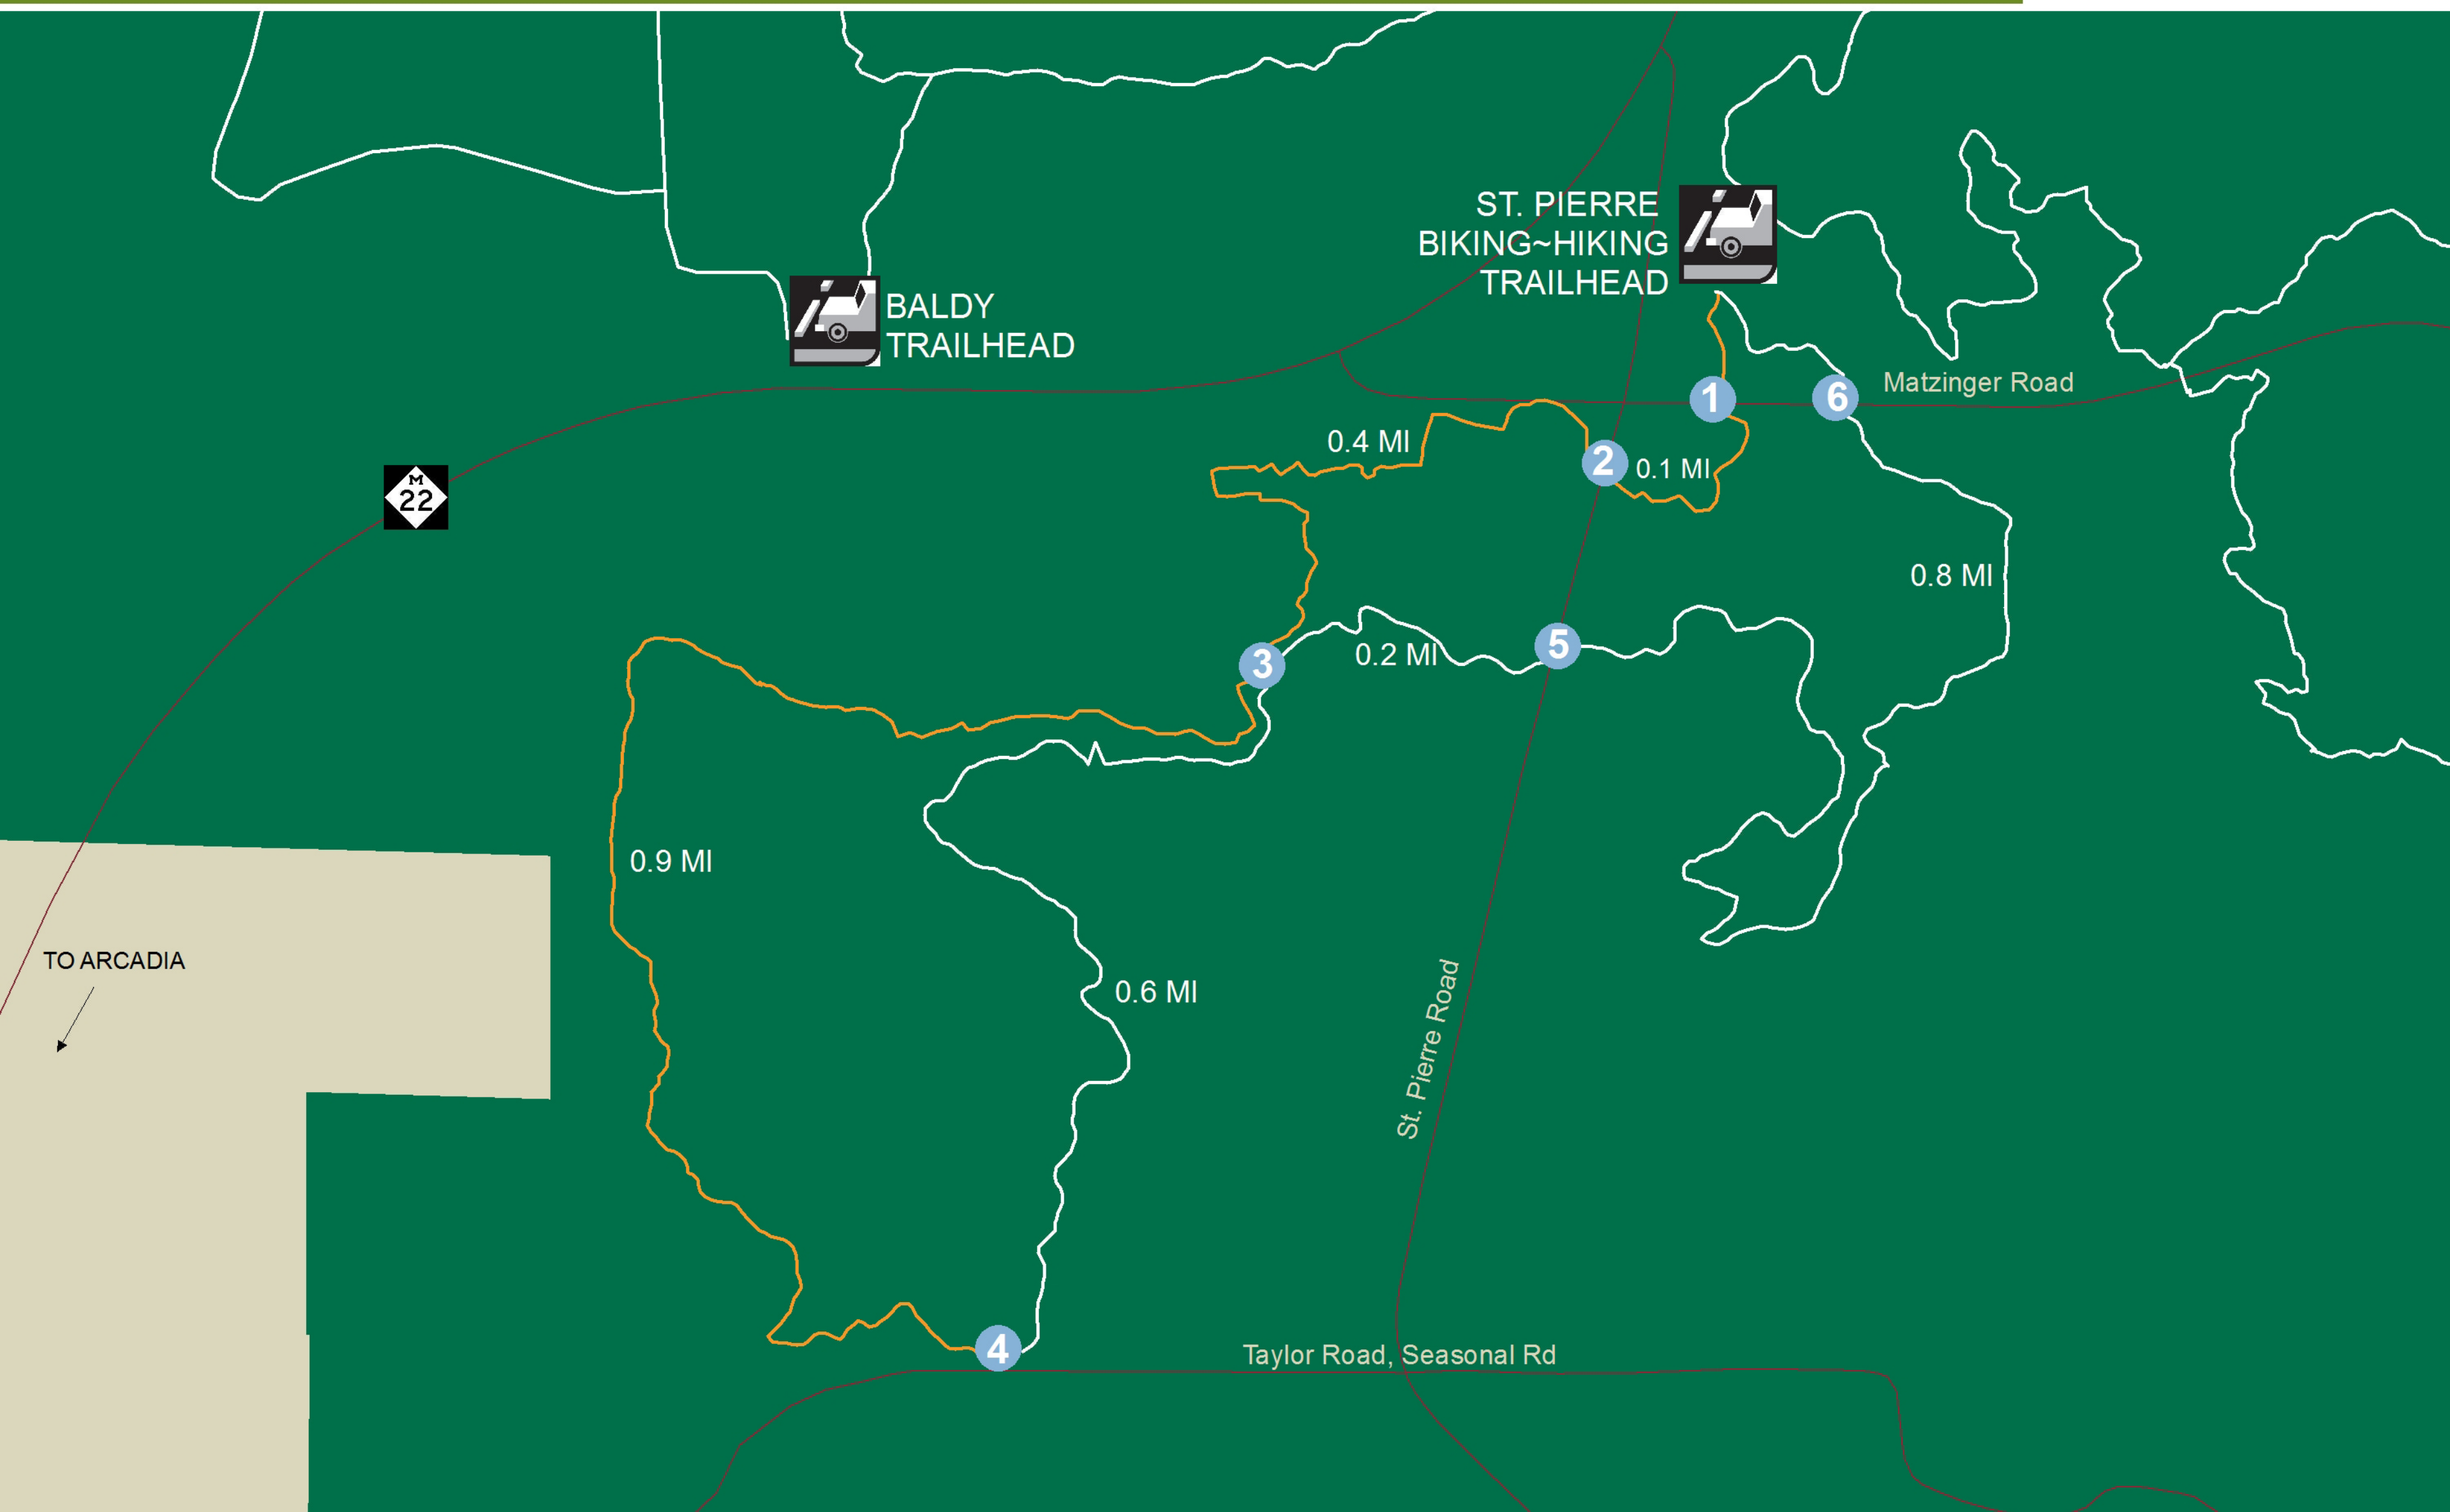 ST. PIERRE
BIKING~HIKING
TRAILHEAD
BALDY
TRAILHEAD
Matzinger Road
1
6
0.4 MI
2
0.1 MI
M
22
0.8 MI
5
3
0.2 MI
0.9 MI
TO ARCADIA
0.6 MI
St. Pierre Road
4
Taylor Road, Seasonal Rd